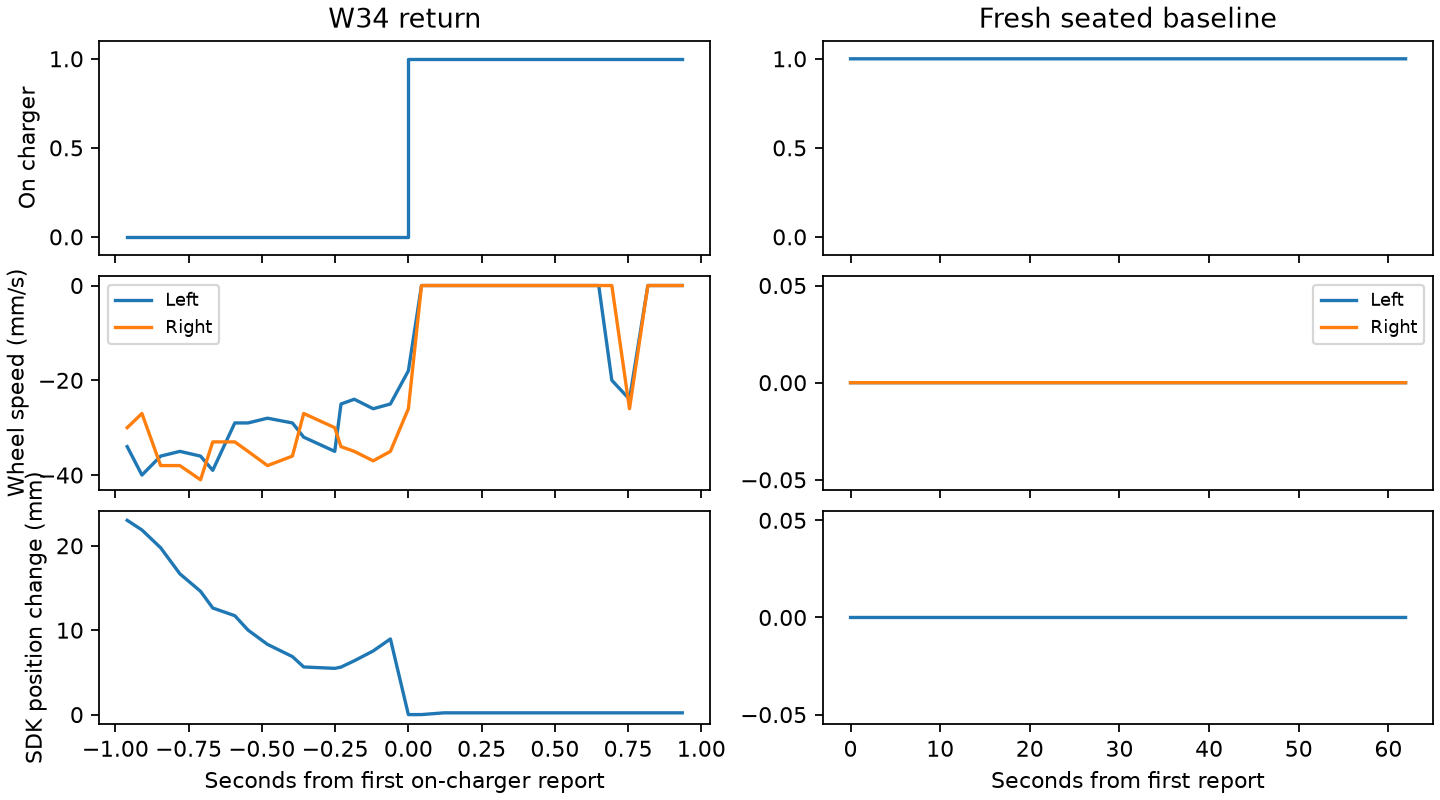 W34 return
Fresh seated baseline
On charger
1.0
0.5
0.0
1.0
0.5
0.0
Wheel speed (mm/s)
0
−20
−40
Left
Right
0.05
0.00
−0.05
Left
Right
SDK position change (mm)
20
10
0
−1.00 −0.75 −0.50 −0.25 0.00 0.25 0.50 0.75 1.00
Seconds from first on-charger report
0.05
0.00
−0.05
0 10 20 30 40 50 60
Seconds from first report